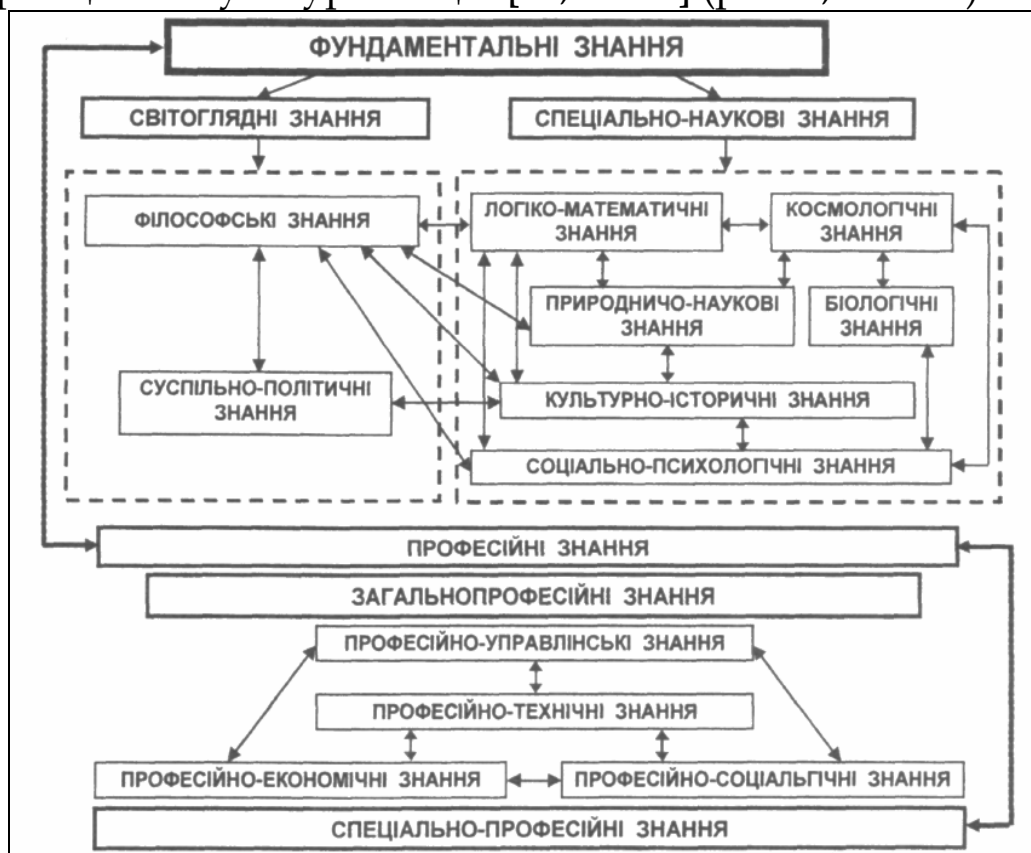 ФУНДАМЕНТАЛЬНІ ЗНАННЯ
СВІТОГЛЯДНІ ЗНАННЯ
СПЕЦІАЛЬНО-НАУКОВІ ЗНАННЯ
ФІЛОСОФСЬКІ ЗНАННЯ
ЛОГІКО-МАТЕМАТИЧНІ
ЗНАННЯ
КОСМОЛОГІЧНІ
ЗНАННЯ
ПРИРОДНИЧО-НАУКОВІ
ЗНАННЯ
БІОЛОГІЧНІ
ЗНАННЯ
СУСПІЛЬНО-ПОЛІТИЧНІ
ЗНАННЯ
КУЛЬТУРНО-ІСТОРИЧНІ ЗНАННЯ
СОЦІАЛЬНО-ПСИХОЛОГІЧНІ ЗНАННЯ
ПРОФЕСІЙНІ ЗНАННЯ
ЗАГАЛЬНОПРОФЕСІЙНІ ЗНАННЯ
ПРОФЕСІЙНО-УПРАВЛІНСЬКІ ЗНАННЯ
ПРОФЕСІЙНО-ТЕХНІЧНІ ЗНАННЯ
ПРОФЕСІЙНО-ЕКОНОМІЧНІ ЗНАННЯ
ПРОФЕСІЙНО-СОЦІАЛЬГІЧНІ ЗНАННЯ
СПЕЦІАЛЬНО-ПРОФЕСІЙНІ ЗНАННЯ